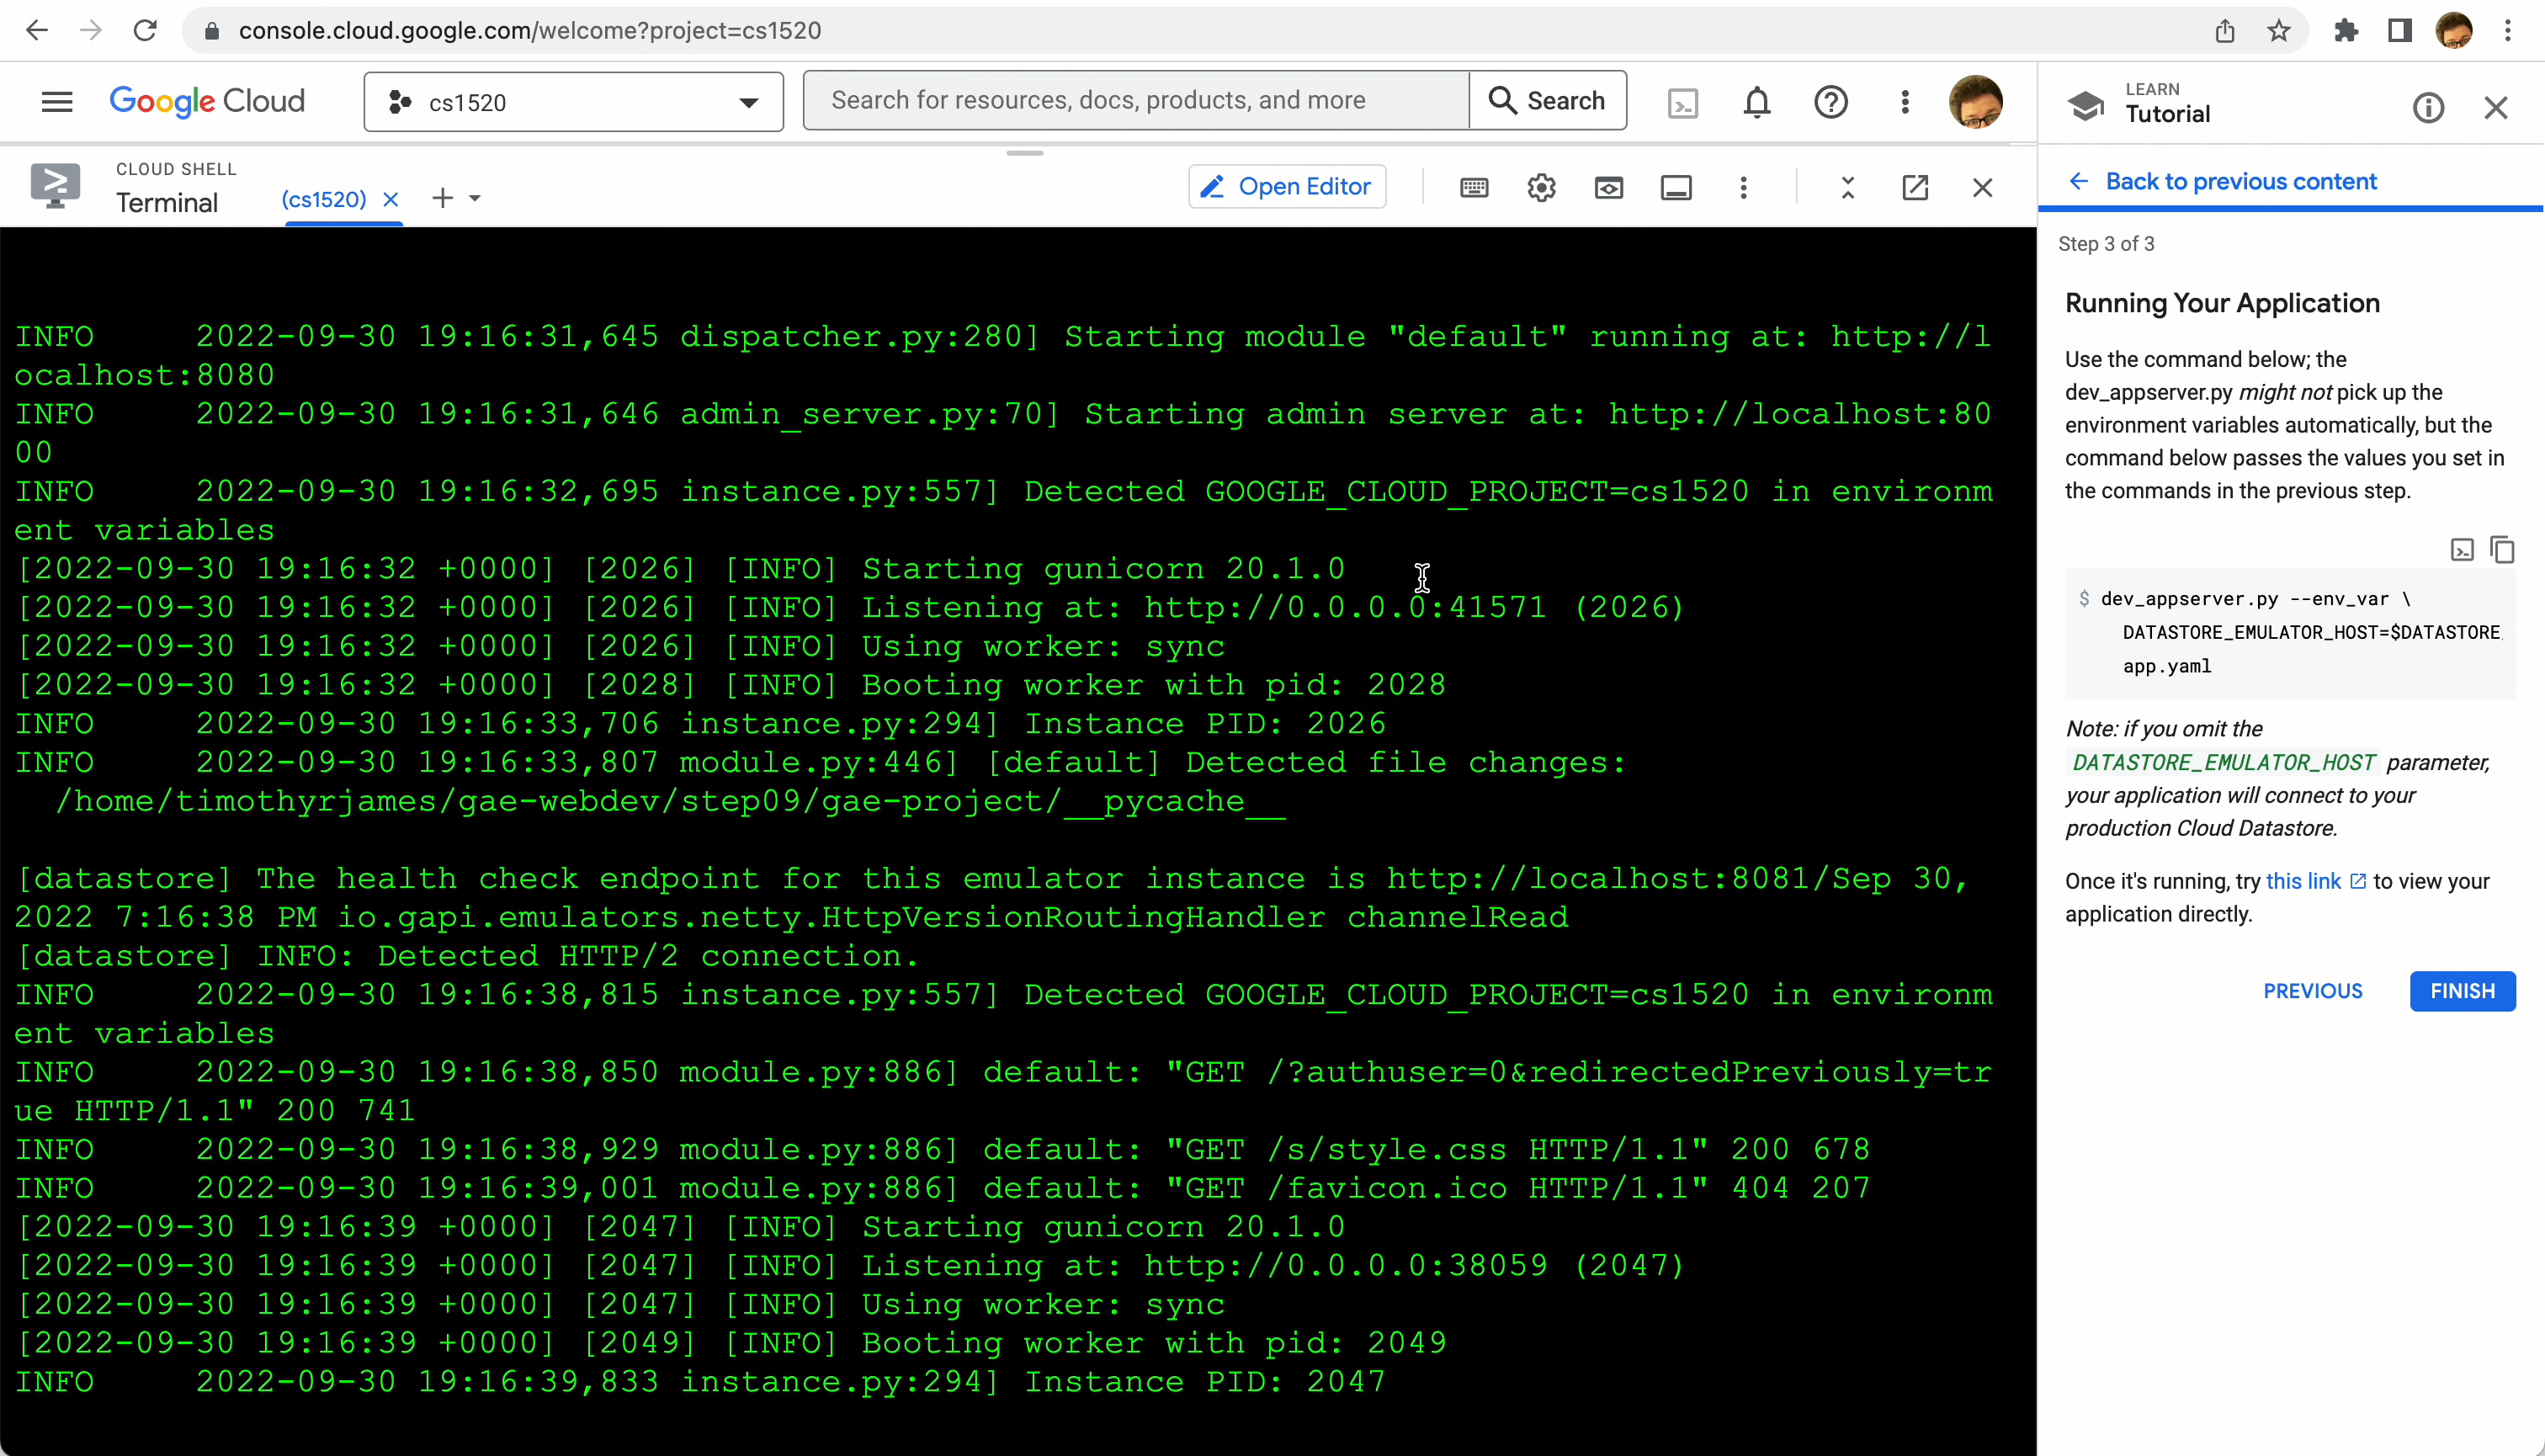 console.cloud.google.com/welcome?project=cs1520
Google Cloud
cs1520
Search for resources, docs, products, and more
Search
LEARN
Tutorial
CLOUD SHELL
Terminal
(cs1520)
Open Editor
Back to previous content
INFO 2022-09-30 19:16:31,645 dispatcher.py:280] Starting module "default" running at: http://l
ocalhost:8080
INFO 2022-09-30 19:16:31,646 admin_server.py:70] Starting admin server at: http://localhost:80
00
INFO 2022-09-30 19:16:32,695 instance.py:557] Detected GOOGLE_CLOUD_PROJECT=cs1520 in environm
ent variables
[2022-09-30 19:16:32 +0000] [2026] [INFO] Starting gunicorn 20.1.0
[2022-09-30 19:16:32 +0000] [2026] [INFO] Listening at: http://0.0.0.0:41571 (2026)
[2022-09-30 19:16:32 +0000] [2026] [INFO] Using worker: sync
[2022-09-30 19:16:32 +0000] [2028] [INFO] Booting worker with pid: 2028
INFO 2022-09-30 19:16:33,706 instance.py:294] Instance PID: 2026
INFO 2022-09-30 19:16:33,807 module.py:446] [default] Detected file changes:
/home/timothyrjames/gae-webdev/step09/gae-project/__pycache__
[datastore] The health check endpoint for this emulator instance is http://localhost:8081/Sep 30,
2022 7:16:38 PM io.gapi.emulators.netty.HttpVersionRoutingHandler channelRead
[datastore] INFO: Detected HTTP/2 connection.
INFO 2022-09-30 19:16:38,815 instance.py:557] Detected GOOGLE_CLOUD_PROJECT=cs1520 in environm
ent variables
INFO 2022-09-30 19:16:38,850 module.py:886] default: "GET /?authuser=0&redirectedPreviously=tr
ue HTTP/1.1" 200 741
INFO 2022-09-30 19:16:38,929 module.py:886] default: "GET /s/style.css HTTP/1.1" 200 678
INFO 2022-09-30 19:16:39,001 module.py:886] default: "GET /favicon.ico HTTP/1.1" 404 207
[2022-09-30 19:16:39 +0000] [2047] [INFO] Starting gunicorn 20.1.0
[2022-09-30 19:16:39 +0000] [2047] [INFO] Listening at: http://0.0.0.0:38059 (2047)
[2022-09-30 19:16:39 +0000] [2047] [INFO] Using worker: sync
[2022-09-30 19:16:39 +0000] [2049] [INFO] Booting worker with pid: 2049
INFO 2022-09-30 19:16:39,833 instance.py:294] Instance PID: 2047
Step 3 of 3
Running Your Application
Use the command below; the
dev_appserver.py might not pick up the
environment variables automatically, but the
command below passes the values you set in
the commands in the previous step.
$ dev_appserver.py --env_var \
DATASTORE_EMULATOR_HOST=$DATASTORE_
app.yaml
Note: if you omit the
DATASTORE_EMULATOR_HOST parameter,
your application will connect to your
production Cloud Datastore.
Once it's running, try this link to view your
application directly.
PREVIOUS
FINISH